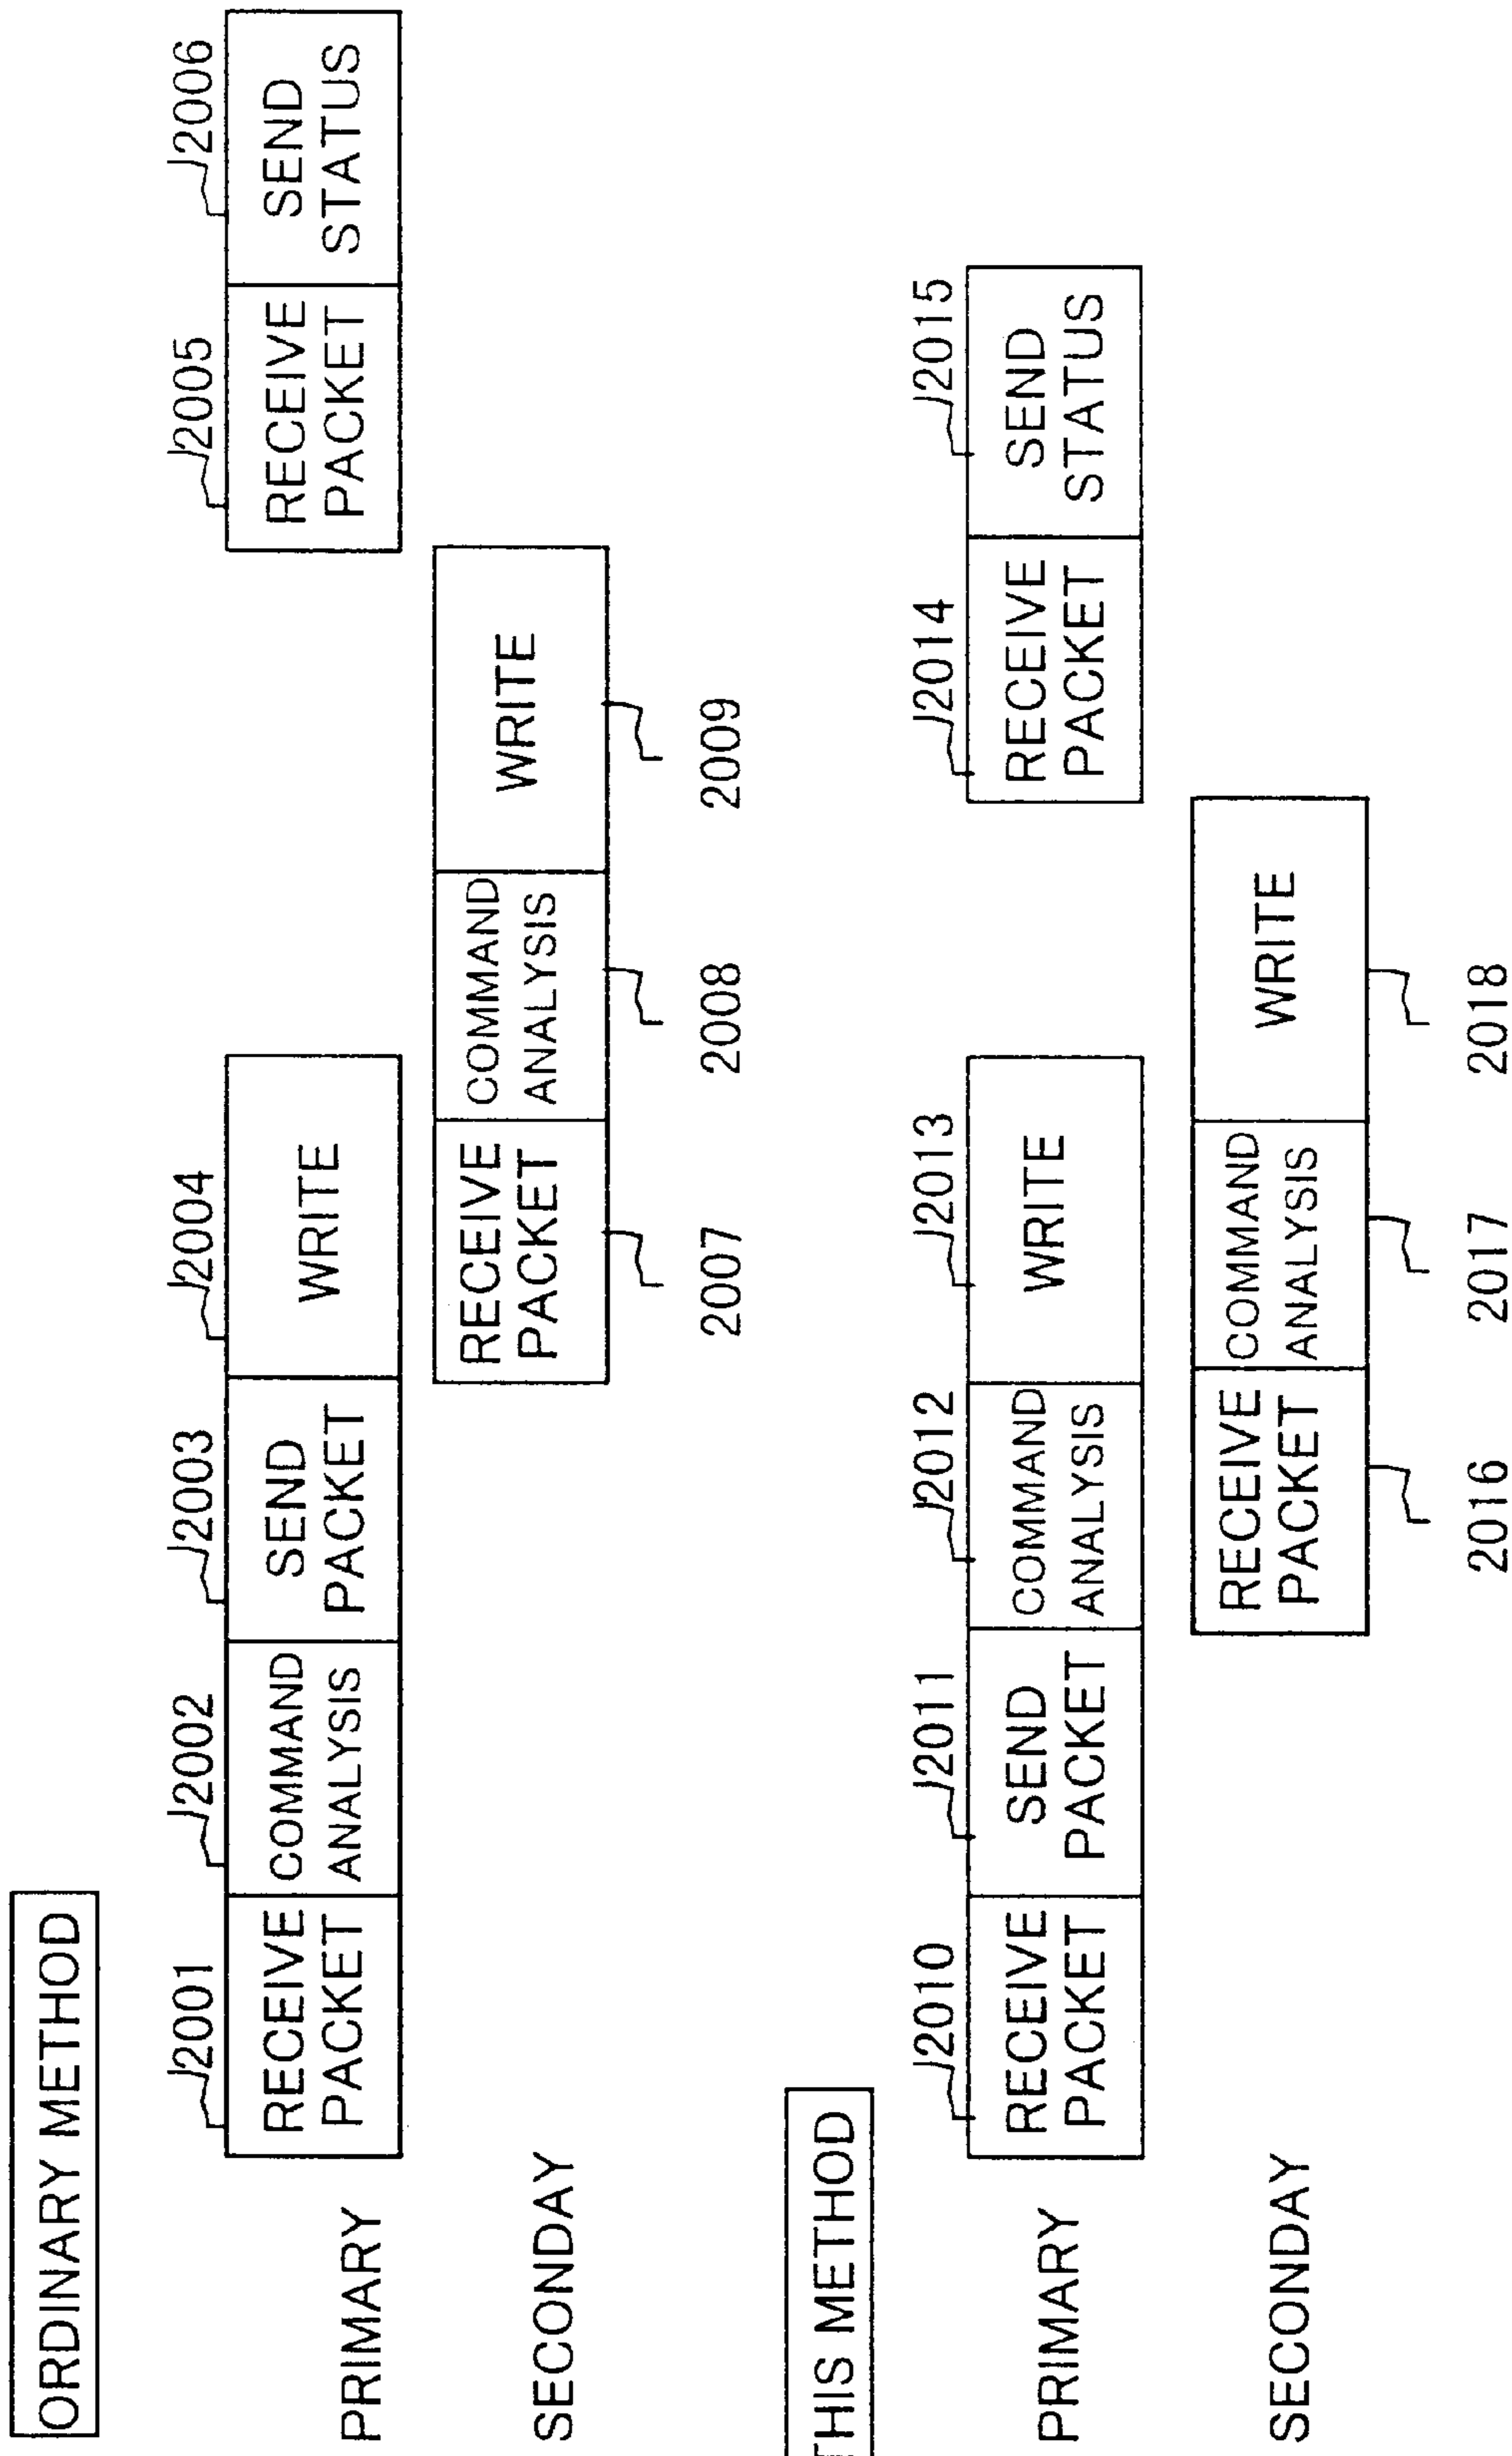 ORDINARY METHOD
2001
2002
2003
2004
2005
2006
PRIMARY
RECEIVE
PACKET
COMMAND
ANALYSIS
SEND
PACKET
WRITE
RECEIVE
PACKET
SEND
STATUS
SECONDAY
RECEIVE
PACKET
COMMAND
ANALYSIS
WRITE
2007
2008
2009
THIS METHOD
2010
2011
2012
2013
2014
2015
PRIMARY
RECEIVE
PACKET
SEND
PACKET
COMMAND
ANALYSIS
WRITE
RECEIVE
PACKET
SEND
STATUS
SECONDAY
RECEIVE
PACKET
COMMAND
ANALYSIS
WRITE
2016
2017
2018